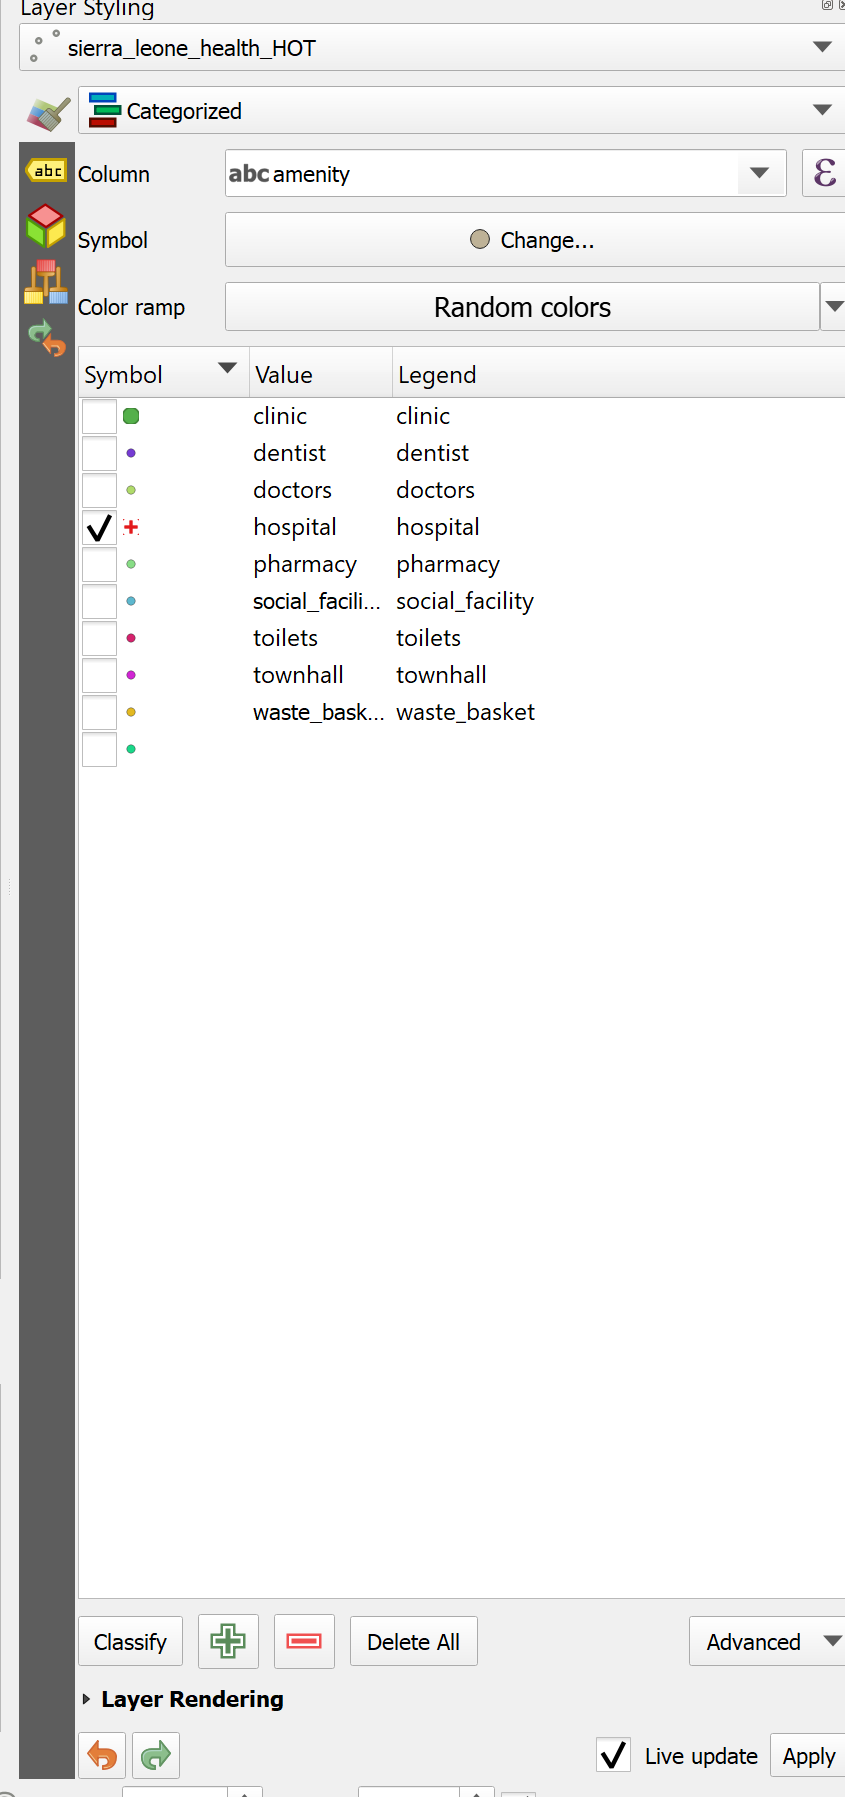 Layer Styling
sierra_leone_health_HOT
Categorized
abc
Column abc amenity ε
Symbol Change...
Color ramp Random colors
Symbol Value Legend
clinic clinic
dentist dentist
doctors doctors
hospital hospital
pharmacy pharmacy
social_facili... social_facility
toilets toilets
townhall townhall
waste_bask... waste_basket
Classify Delete All Advanced
Layer Rendering
Live update Apply